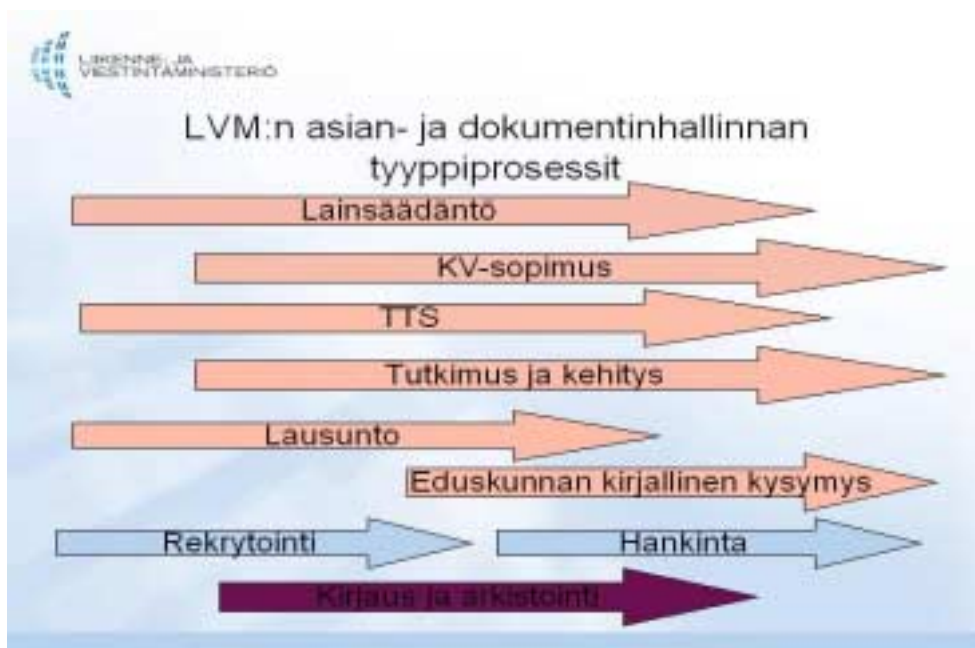 LIIKENNE- JA
VIESTINTÄMINISTERIÖ
LVM:n asian- ja dokumentinhallinnan
tyyppiprosessit
Lainsäädäntö
KV-sopimus
TTS
Tutkimus ja kehitys
Lausunto
Eduskunnan kirjallinen kysymys
Rekrytointi
Hankinta
Kirjaus ja arkistointi